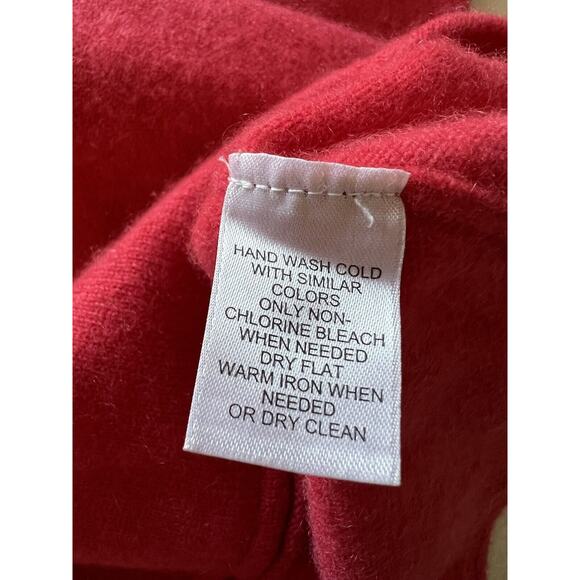 HAND WASH COLD
WITH SIMILAR
COLORS
ONLY NON-
CHLORINE BLEACH
WHEN NEEDED
DRY FLAT
WARM IRON WHEN
NEEDED
OR DRY CLEAN